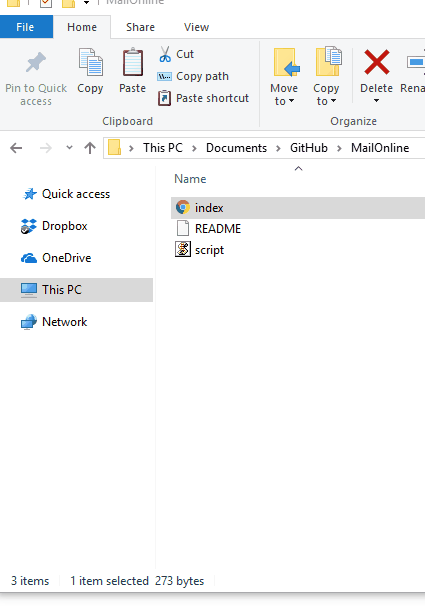 MailOnline
File Home Share View
Pin to Quick access
Copy
Paste
Cut
Copy path
Paste shortcut
Move to
Copy to
Delete
Rena
Clipboard
Organize
This PC > Documents > GitHub > MailOnline
Name
Quick access
Dropbox
OneDrive
This PC
Network
index
README
script
3 items 1 item selected 273 bytes